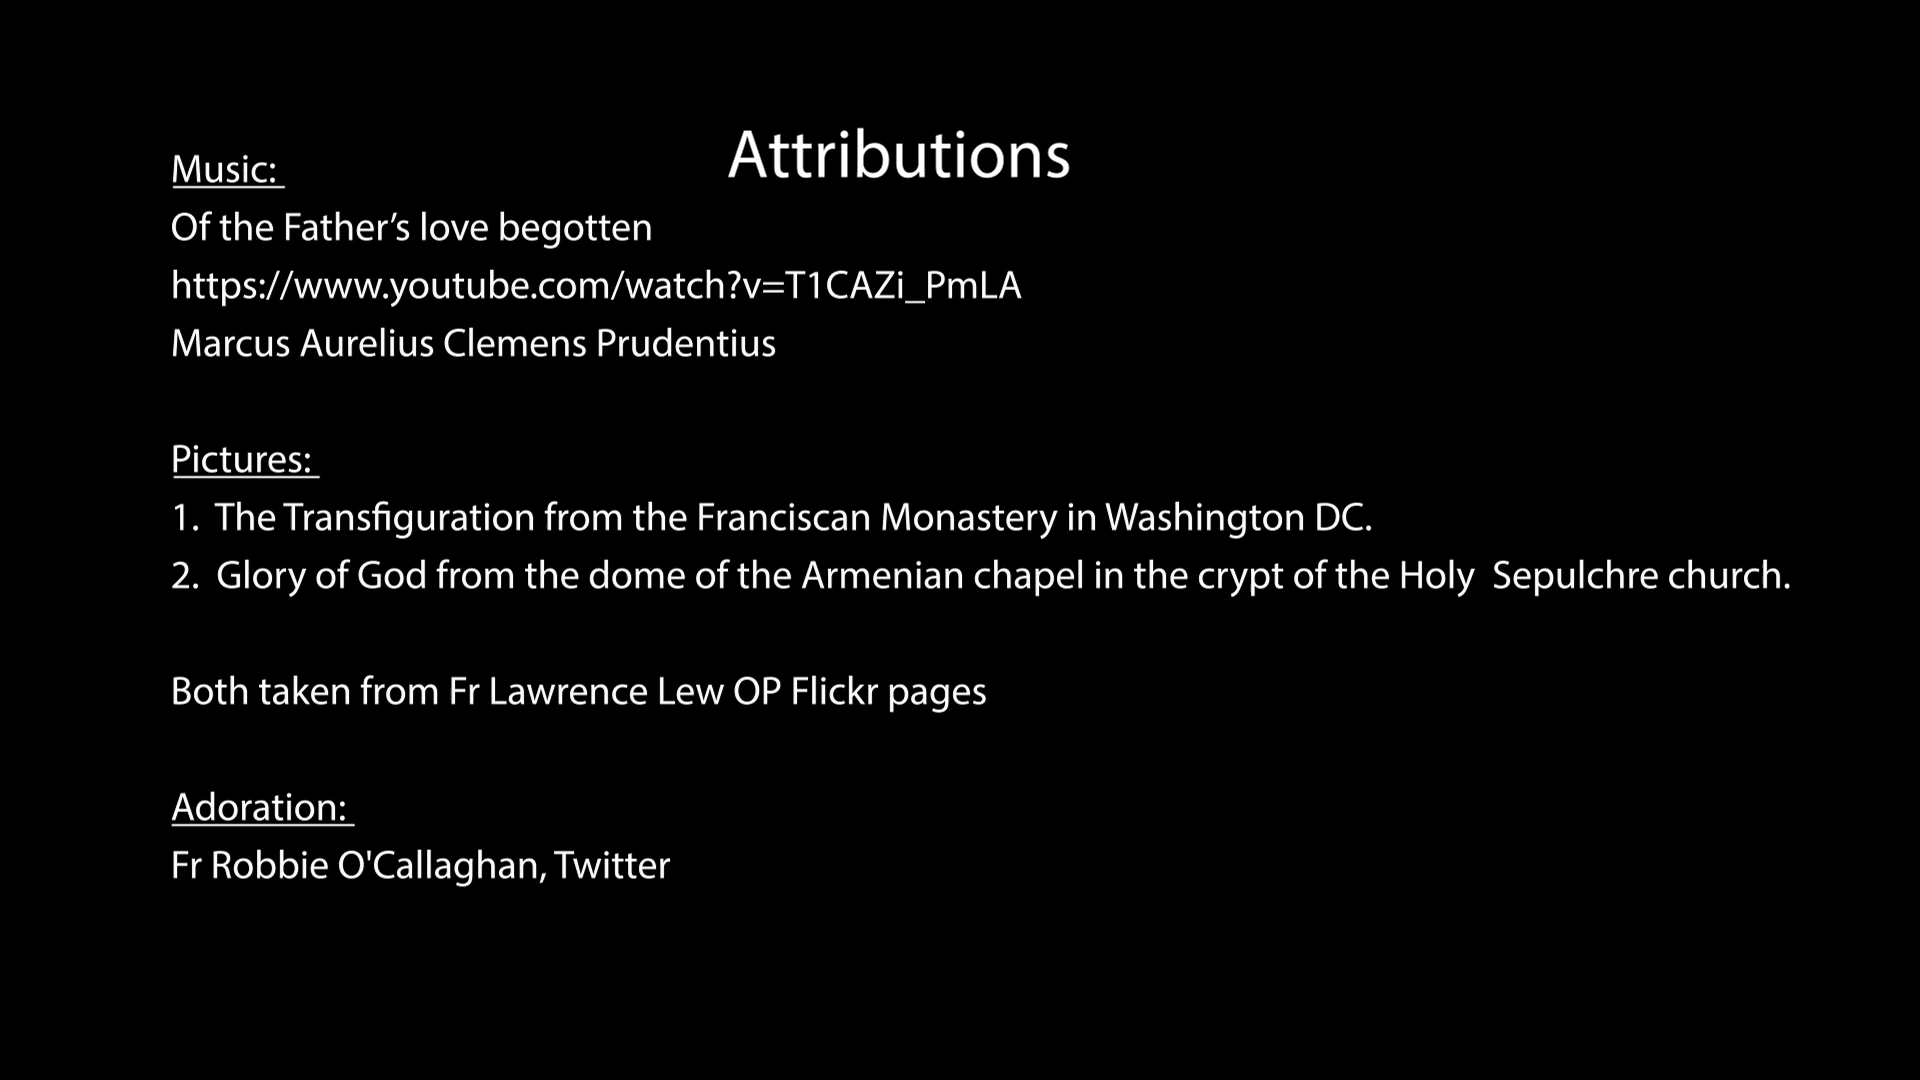 Attributions
Music:
Of the Father’s love begotten
https://www.youtube.com/watch?v=T1CAZi_PmLA
Marcus Aurelius Clemens Prudentius
Pictures:
1. The Transfiguration from the Franciscan Monastery in Washington DC.
2. Glory of God from the dome of the Armenian chapel in the crypt of the Holy  Sepulchre church.
Both taken from Fr Lawrence Lew OP Flickr pages
Adoration:
Fr Robbie O'Callaghan, Twitter